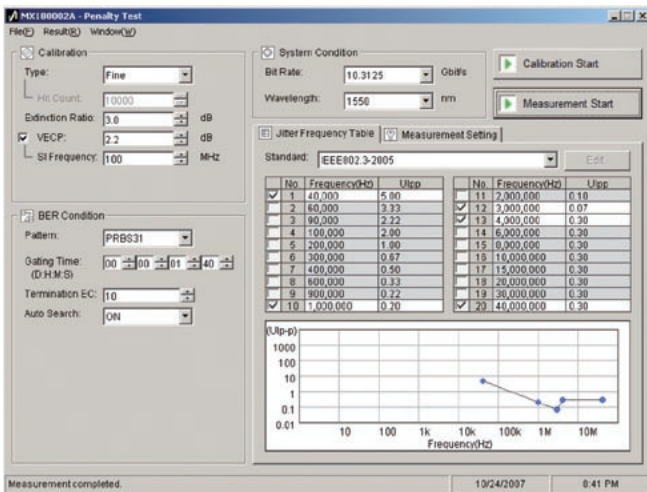 MX180002A - Penalty Test
File(F) Result(R) Window(W)
Calibration
Type: Fine
Hit Count: 10000
Extinction Ratio: 3.0 dB
VECP: 2.2 dB
SI Frequency: 100 MHz
BER Condition
Pattern: PRBS31
Gating Time: 00 00 01 40
(D:H:M:S)
Termination EC: 10
Auto Search: ON
System Condition
Bit Rate: 10.3125 Gbit/s
Wavelength: 1550 nm
Calibration Start
Measurement Start
Jitter Frequency Table
Measurement Setting
Standard: IEEE802.3-2005 Edit
No. Frequency(Hz) UIpp
1 40,000 5.00
2 60,000 3.33
3 90,000 2.22
4 100,000 2.00
5 200,000 1.00
6 300,000 0.67
7 400,000 0.50
8 600,000 0.33
9 900,000 0.22
10 1,000,000 0.20
No. Frequency(Hz) UIpp
11 2,000,000 0.10
12 3,000,000 0.07
13 4,000,000 0.30
14 6,000,000 0.30
15 8,000,000 0.30
16 10,000,000 0.30
17 15,000,000 0.30
18 20,000,000 0.30
19 30,000,000 0.30
20 40,000,000 0.30
(UIp-p)
1000
100
10
1
0.1
0.01
10 100 1k 10k 100k 1M 10M
Frequency(Hz)
Measurement completed. 10/24/2007 8:41 PM